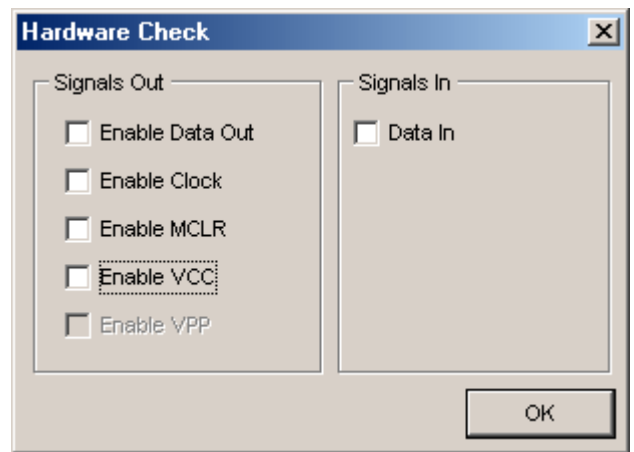 Hardware Check
Signals Out
Enable Data Out
Enable Clock
Enable MCLR
Enable VCC
Enable VPP
Signals In
Data In
OK